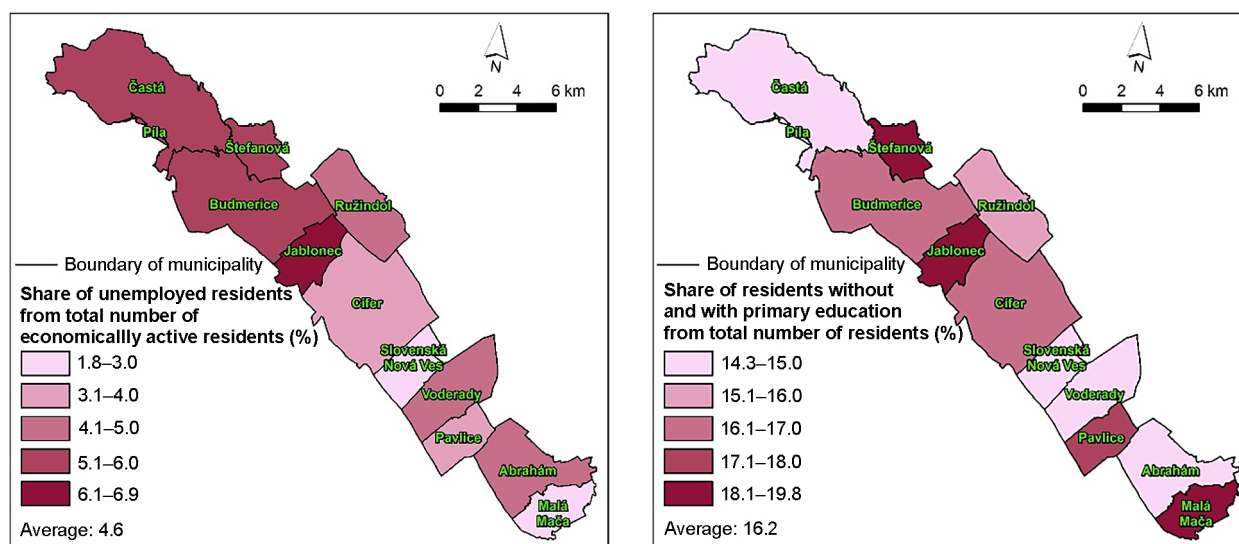 N
0 2 4 6 km
Častá
Píla
Štefanová
Budmerice
Ružindol
Jablonec
Cífer
Slovenská
Nová Ves
Voderady
Pavlice
Abrahám
Malá
Mača
Boundary of municipality
Share of unemployed residents
from total number of
economicallly active residents (%)
1.8–3.0
3.1–4.0
4.1–5.0
5.1–6.0
6.1–6.9
Average: 4.6
N
0 2 4 6 km
Častá
Píla
Štefanová
Budmerice
Ružindol
Jablonec
Cífer
Slovenská
Nová Ves
Voderady
Pavlice
Abrahám
Malá
Mača
Boundary of municipality
Share of residents without
and with primary education
from total number of residents (%)
14.3–15.0
15.1–16.0
16.1–17.0
17.1–18.0
18.1–19.8
Average: 16.2